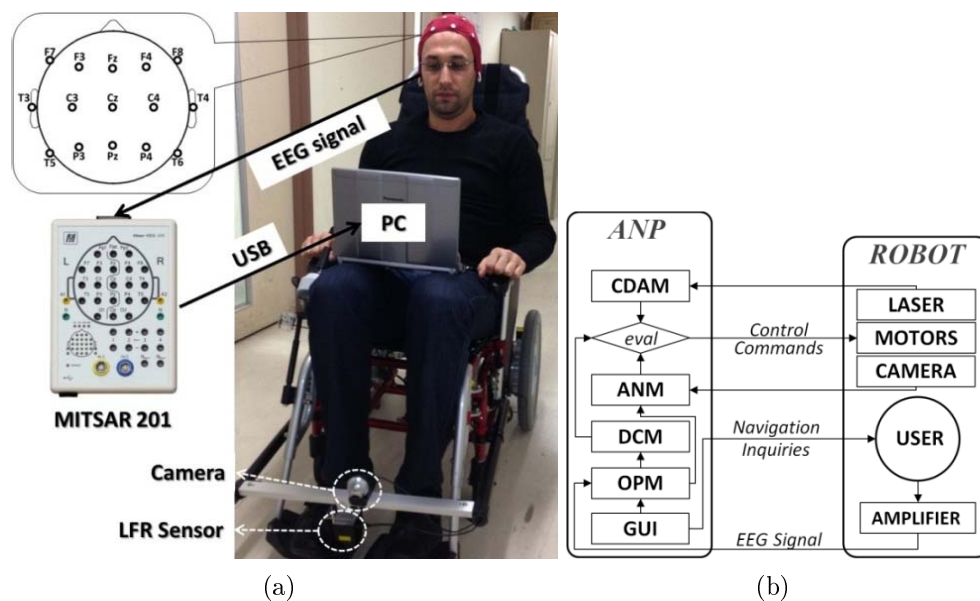 F7 F3 Fz F4 F8
T3 C3 Cz C4 T4
T5 P3 Pz P4 T6
EEG signal
PC
USB
L R
MITSAR 201
Camera
LFR Sensor
(a)
ANP
CDAM
eval
ANM
DCM
OPM
GUI
Control
Commands
Navigation
Inquiries
EEG Signal
ROBOT
LASER
MOTORS
CAMERA
USER
AMPLIFIER
(b)